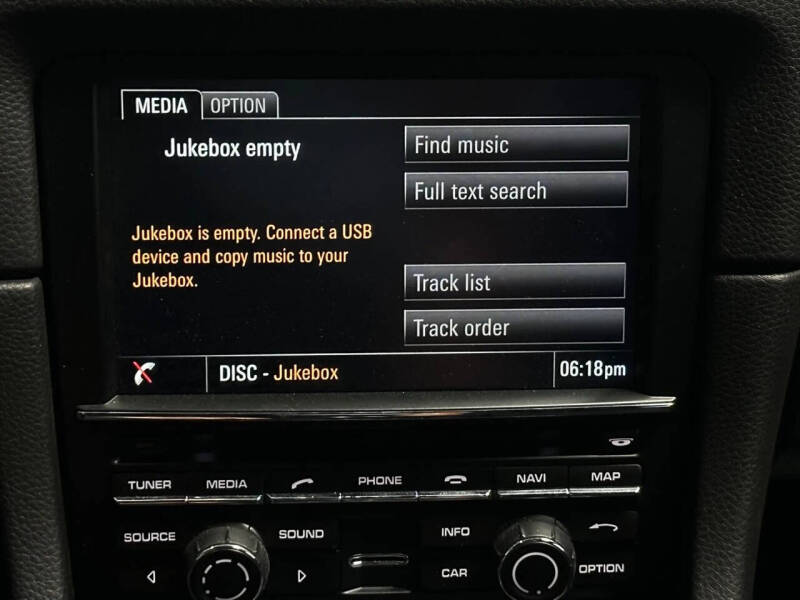 MEDIA OPTION
Jukebox empty
Find music
Full text search
Jukebox is empty. Connect a USB
device and copy music to your
Jukebox.
Track list
Track order
DISC - Jukebox 06:18pm
TUNER MEDIA PHONE NAVI MAP
SOURCE SOUND INFO
CAR OPTION